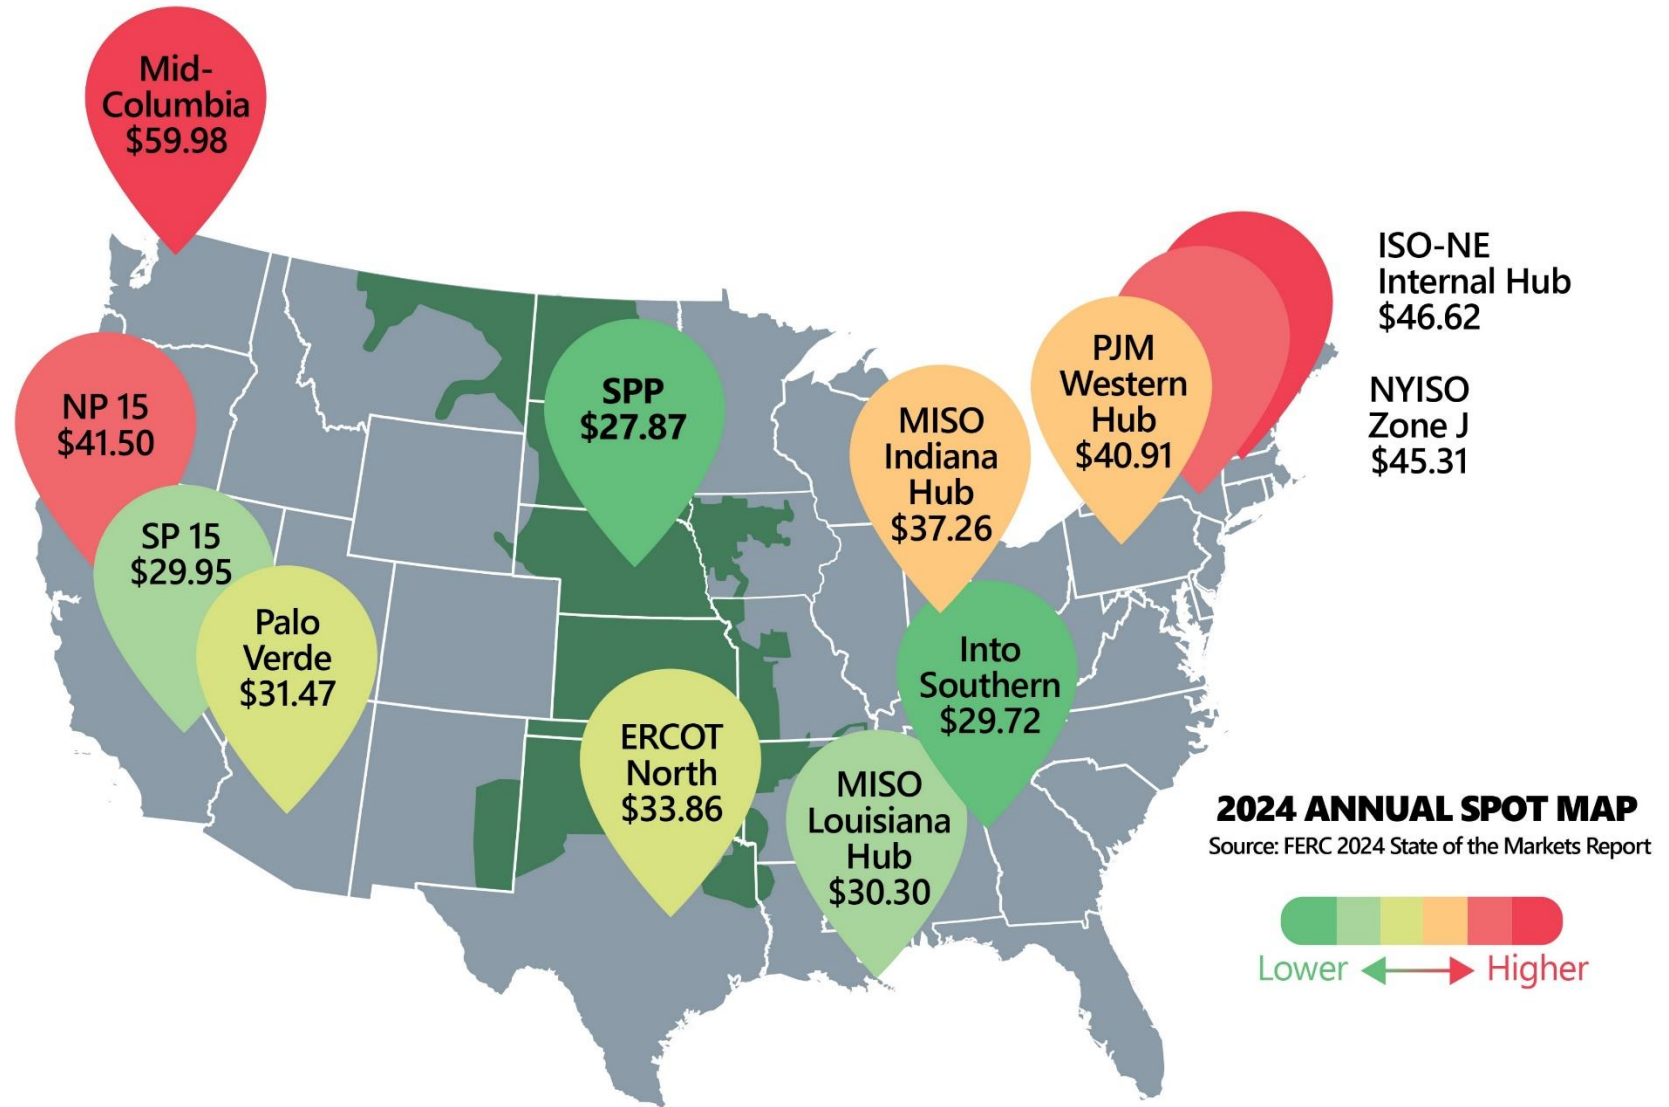 Mid-
Columbia
$59.98
NP 15
$41.50
SP 15
$29.95
Palo
Verde
$31.47
SPP
$27.87
ERCOT
North
$33.86
MISO
Indiana
Hub
$37.26
PJM
Western
Hub
$40.91
Into
Southern
$29.72
MISO
Louisiana
Hub
$30.30
ISO-NE
Internal Hub
$46.62
NYISO
Zone J
$45.31
2024 ANNUAL SPOT MAP
Source: FERC 2024 State of the Markets Report
Lower Higher